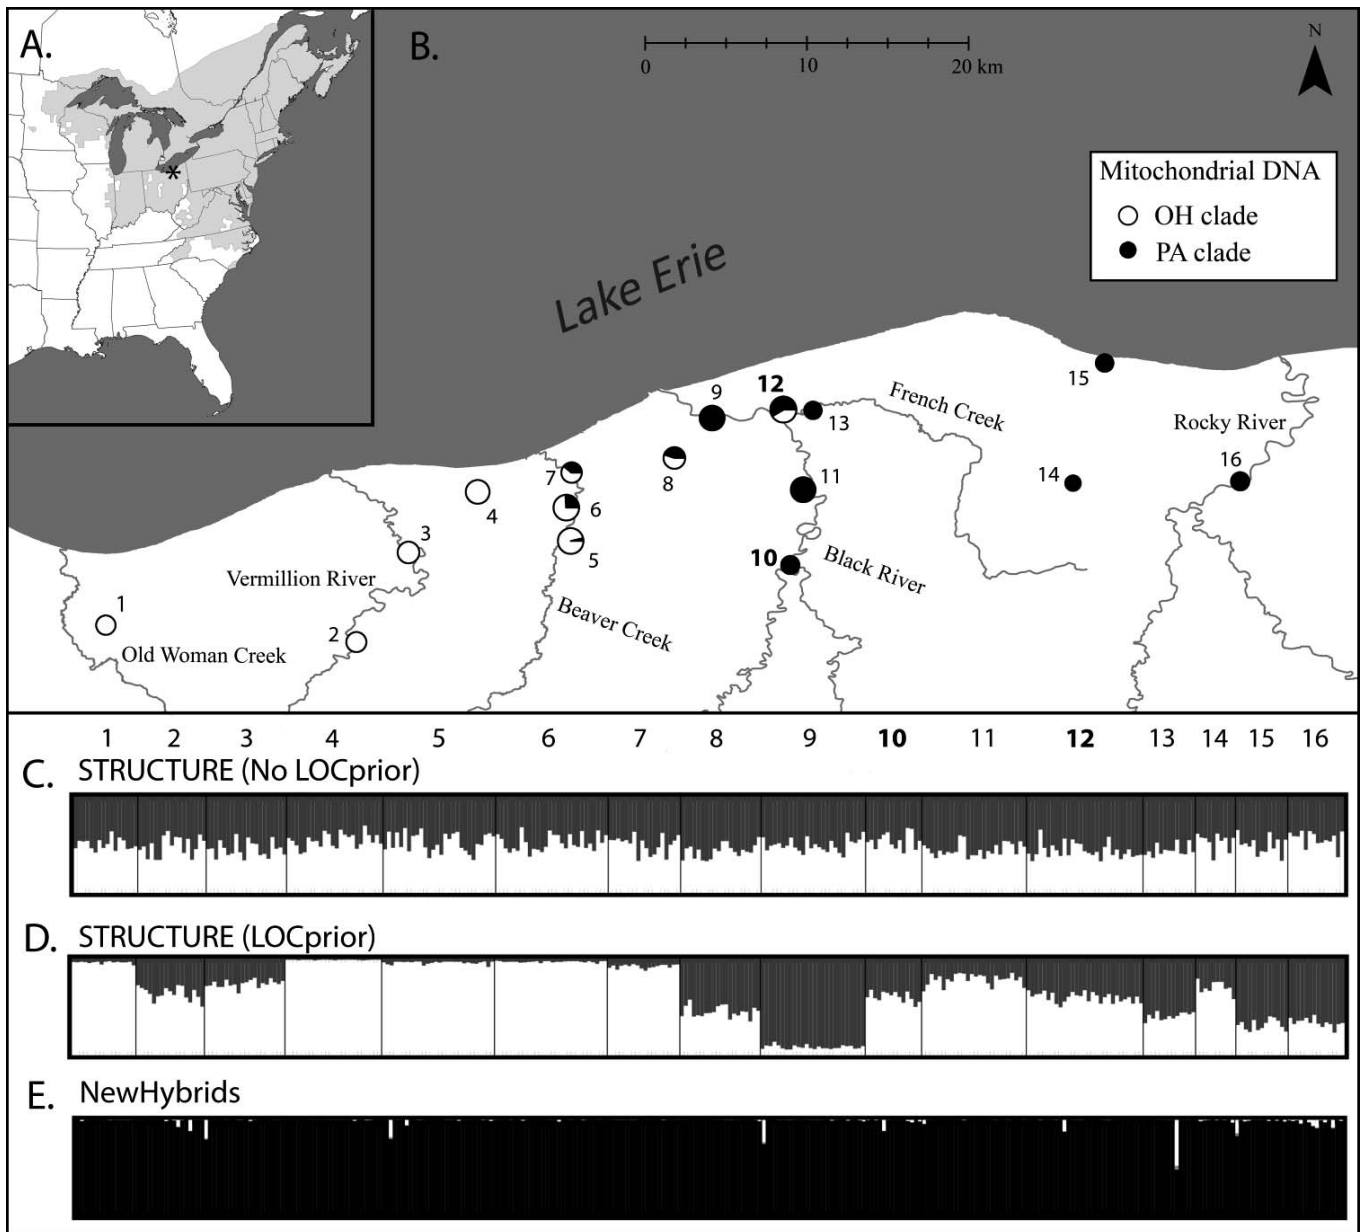 A.
B.
0 10 20 km
N
Mitochondrial DNA
OH clade
PA clade
Lake Erie
15
9
12
13
French Creek
Rocky River
16
14
8
7
6
5
4
11
10
Black River
3
Vermillion River
Beaver Creek
1
2
Old Woman Creek
*
1 2 3 4 5 6 7 8 9 10 11 12 13 14 15 16
C. STRUCTURE (No LOCprior)
D. STRUCTURE (LOCprior)
E. NewHybrids